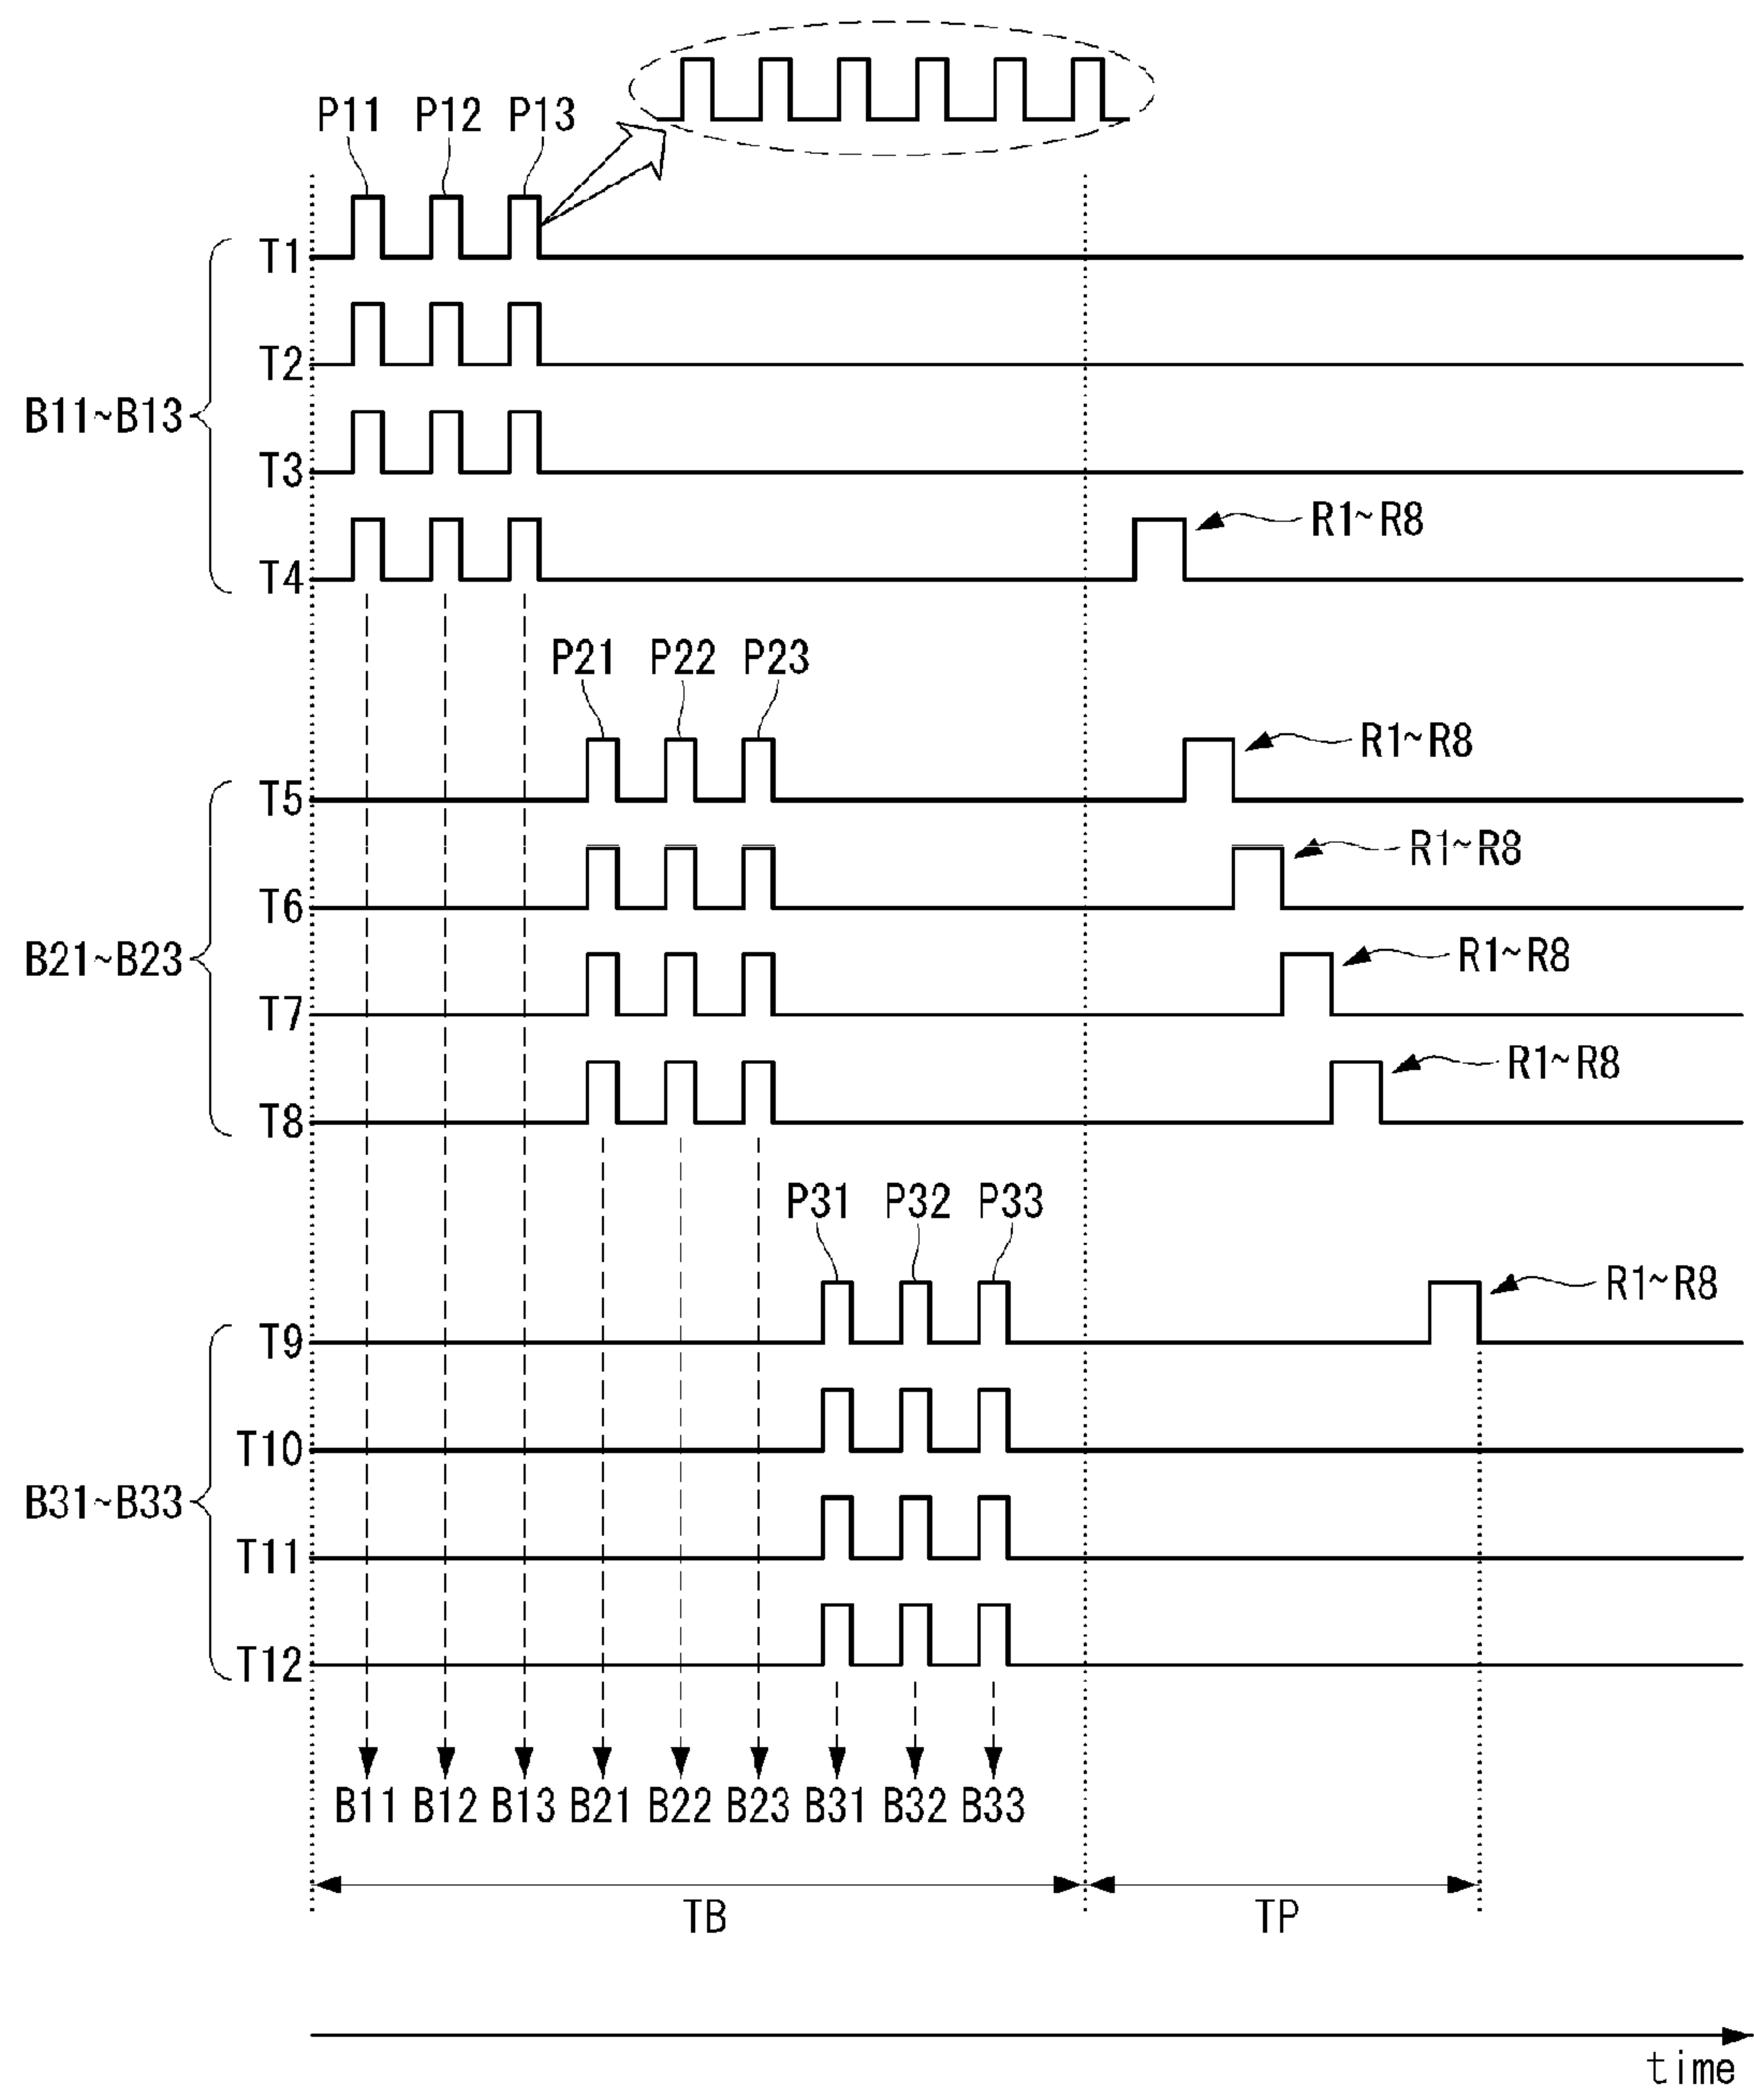 P11 P12 P13
T1
T2
B11~B13
T3
R1~R8
T4
P21 P22 P23
R1~R8
T5
R1~R8
T6
B21~B23
R1~R8
T7
R1~R8
T8
P31 P32 P33
R1~R8
T9
T10
B31~B33
T11
T12
B11 B12 B13 B21 B22 B23 B31 B32 B33
TB TP
time